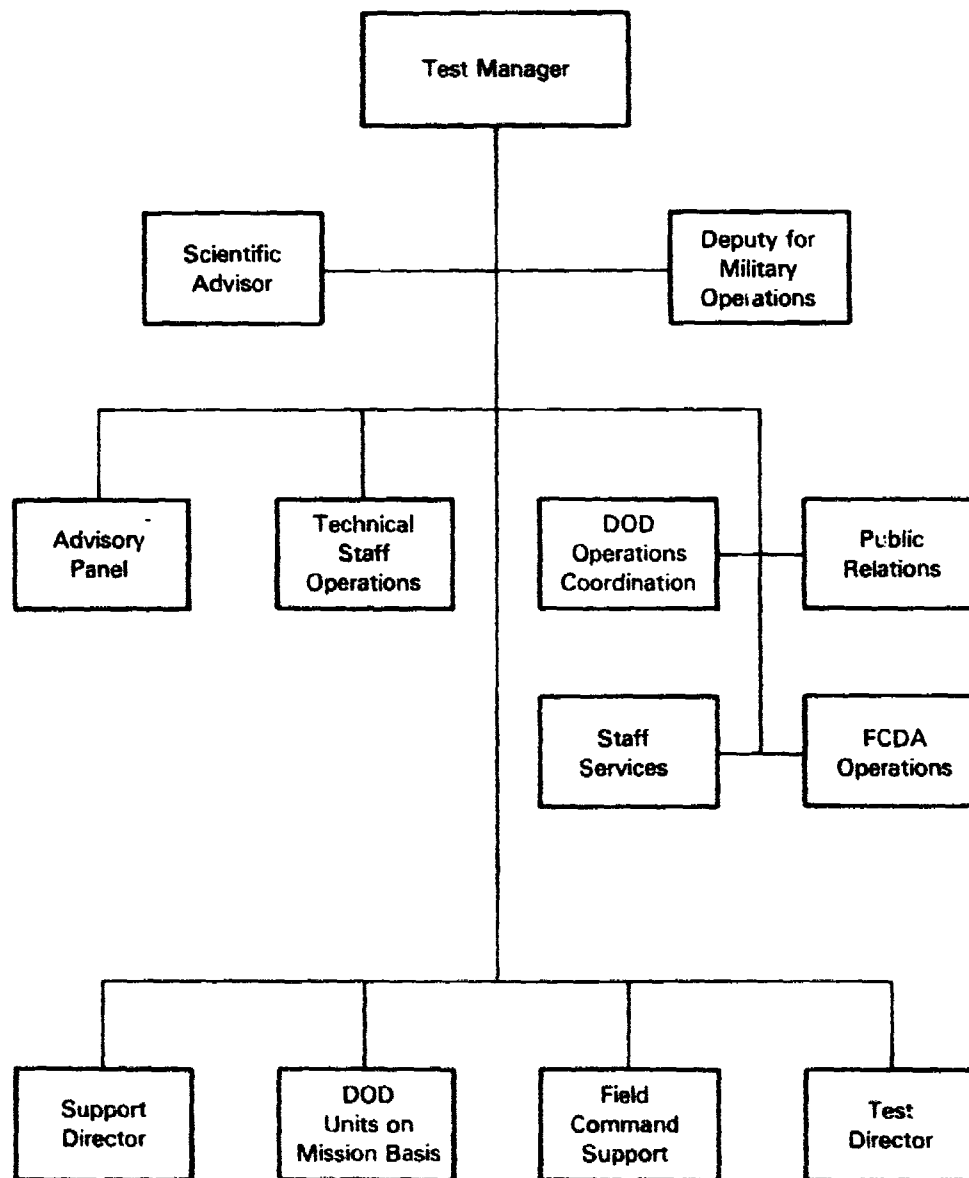 Test Manager
Scientific
Advisor
Deputy for
Military
Operations
Advisory
Panel
Technical
Staff
Operations
DOD
Operations
Coordination
Public
Relations
Staff
Services
FCDA
Operations
Support
Director
DOD
Units on
Mission Basis
Field
Command
Support
Test
Director